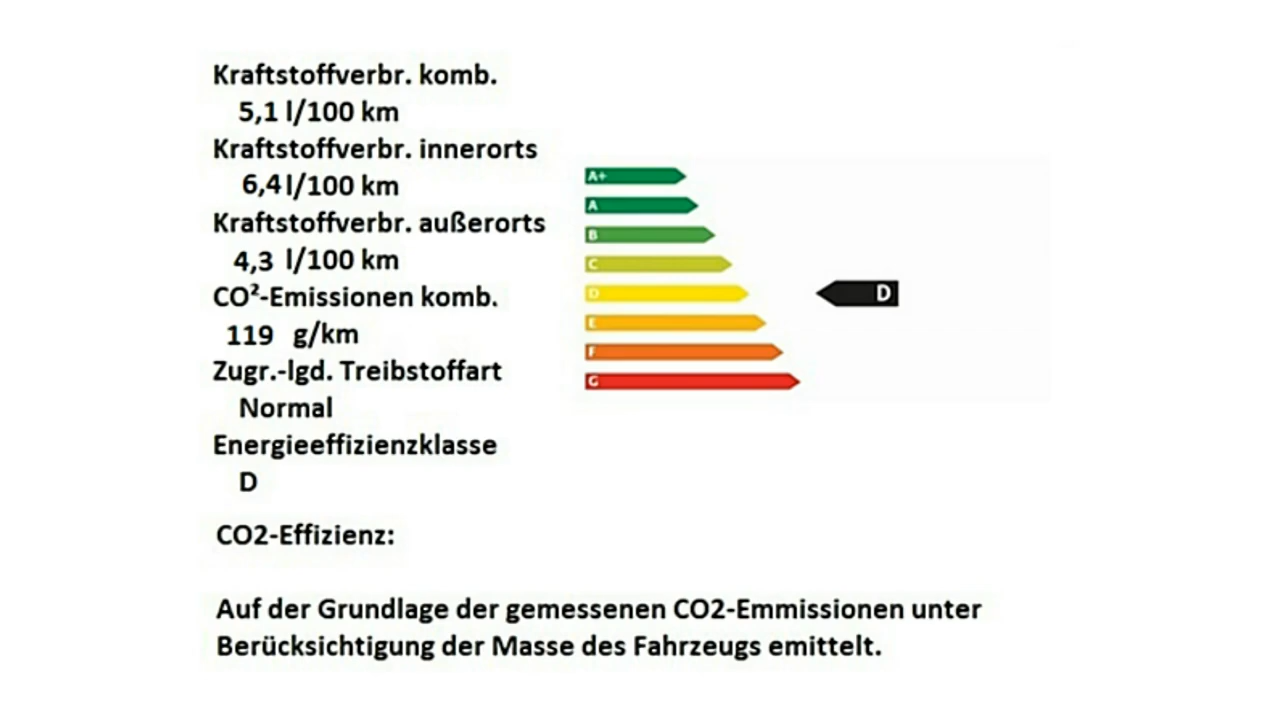 Kraftstoffverbr. komb.
5,1 l/100 km
Kraftstoffverbr. innerorts
6,4 l/100 km
Kraftstoffverbr. außerorts
4,3 l/100 km
CO²-Emissionen komb.
119 g/km
Zugr.-lgd. Treibstoffart
Normal
Energieeffizienzklasse
D
A+
A
B
C
D
D
E
F
G
CO2-Effizienz:
Auf der Grundlage der gemessenen CO2-Emmissionen unter
Berücksichtigung der Masse des Fahrzeugs emittelt.